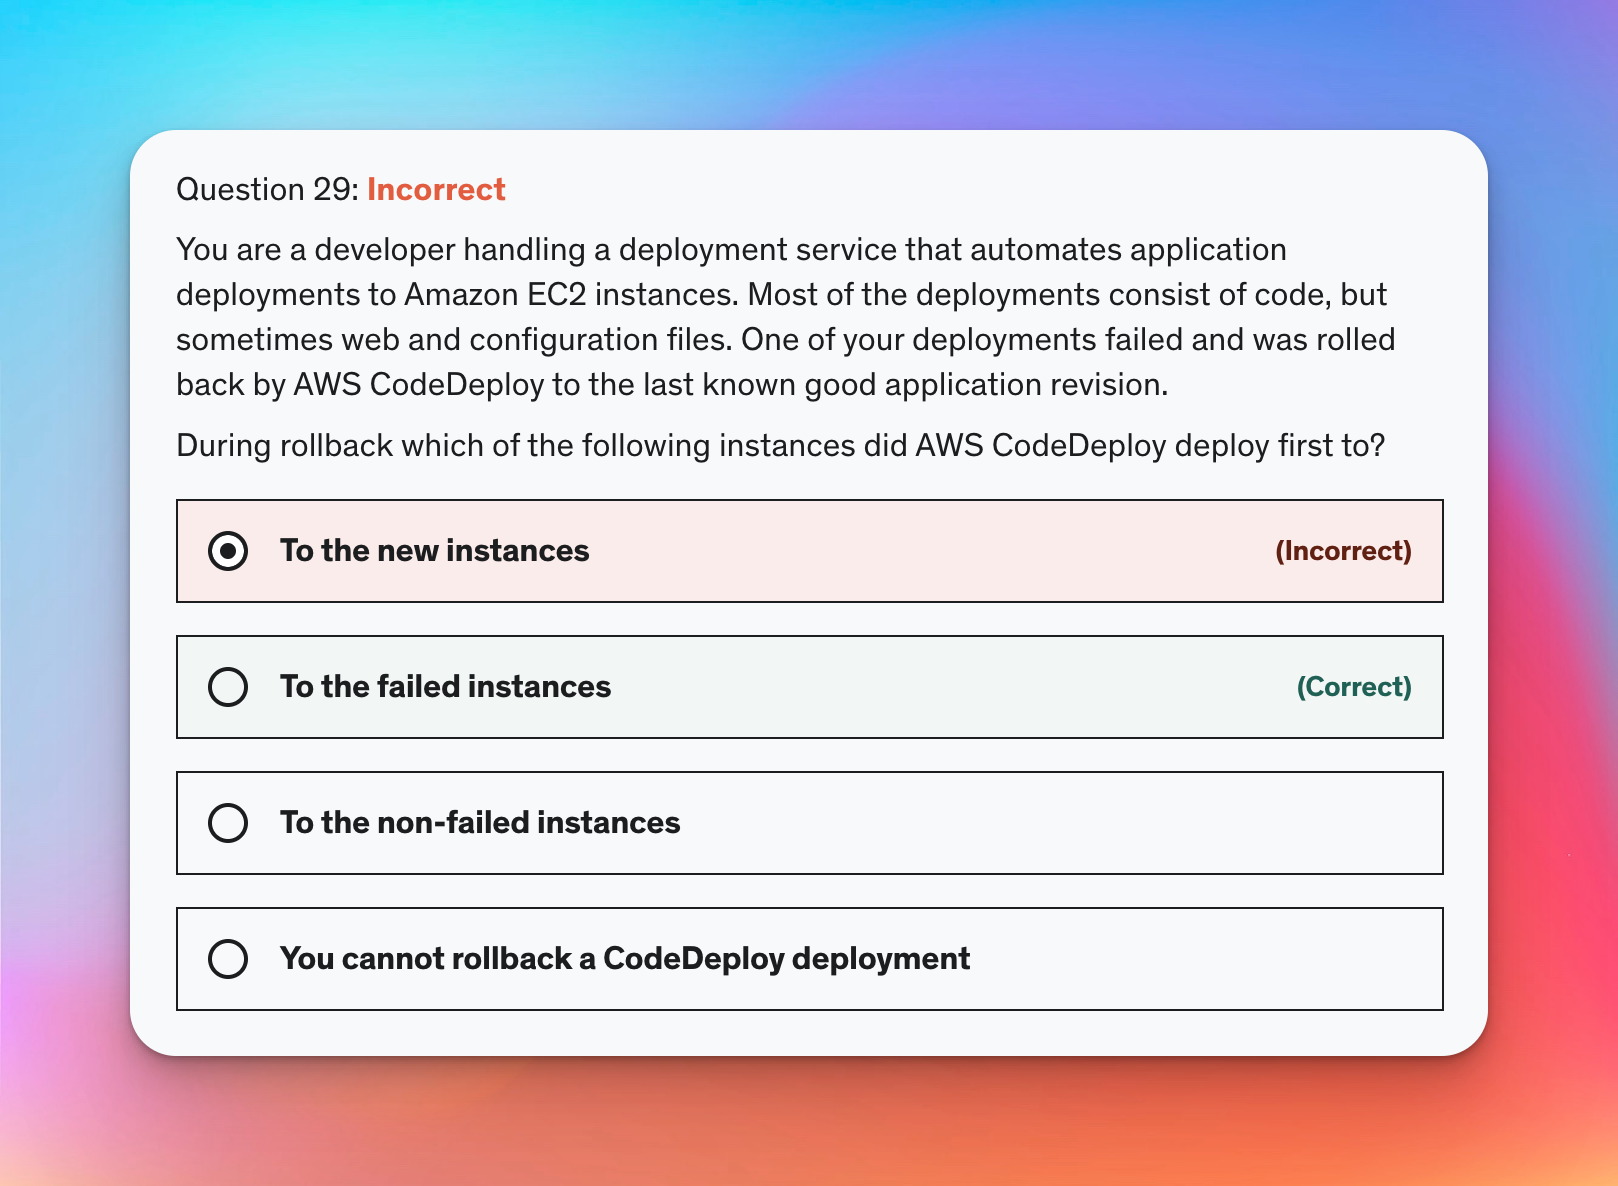 Question 29: Incorrect
You are a developer handling a deployment service that automates application
deployments to Amazon EC2 instances. Most of the deployments consist of code, but
sometimes web and configuration files. One of your deployments failed and was rolled
back by AWS CodeDeploy to the last known good application revision.
During rollback which of the following instances did AWS CodeDeploy deploy first to?
To the new instances (Incorrect)
To the failed instances (Correct)
To the non-failed instances
You cannot rollback a CodeDeploy deployment